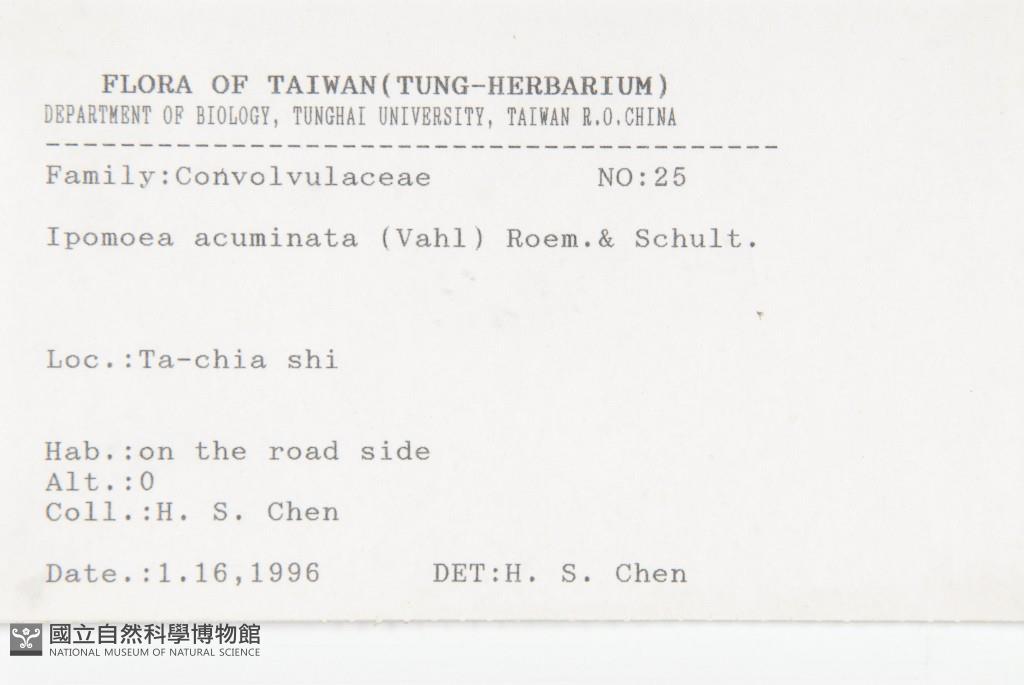 FLORA OF TAIWAN(TUNG-HERBARIUM)
DEPARTMENT OF BIOLOGY, TUNGHAI UNIVERSITY, TAIWAN R.O.CHINA
----------------------------------------
Family:Convolvulaceae NO:25
Ipomoea acuminata (Vahl) Roem.& Schult.
Loc.:Ta-chia shi
Hab.:on the road side
Alt.:0
Coll.:H. S. Chen
Date.:1.16,1996 DET:H. S. Chen
國立自然科學博物館
NATIONAL MUSEUM OF NATURAL SCIENCE